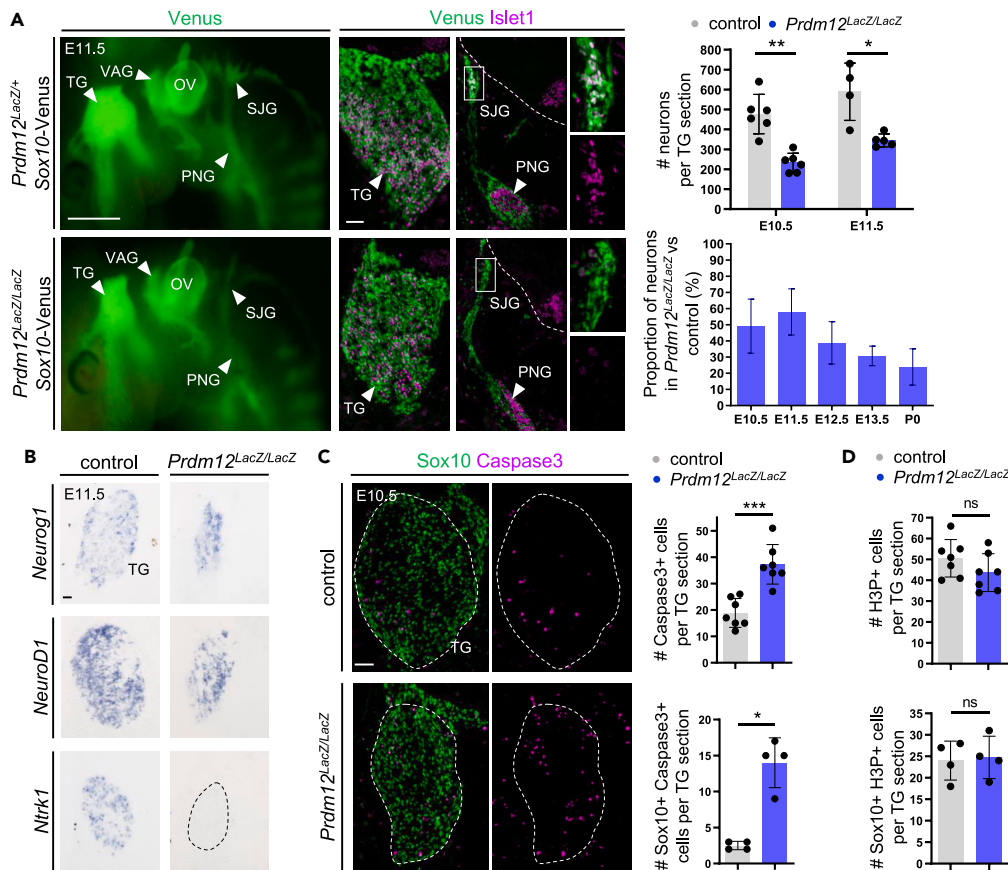 A
Venus
Venus Islet1
Prdm12LacZ/+
Sox10-Venus
E11.5
VAG
TG
OV
SJG
PNG
TG
SJG
PNG
Prdm12LacZ/LacZ
Sox10-Venus
VAG
TG
OV
SJG
PNG
TG
SJG
PNG
control Prdm12LacZ/LacZ
# neurons
per TG section
800
700
600
500
400
300
200
100
0
**
*
E10.5 E11.5
Proportion of neurons
in Prdm12LacZ/LacZ vs
control (%)
100
90
80
70
60
50
40
30
20
10
0
E10.5 E11.5 E12.5 E13.5 P0
B
control Prdm12LacZ/LacZ
E11.5
Neurog1
TG
NeuroD1
Ntrk1
C
Sox10 Caspase3
control
E10.5
TG
Prdm12LacZ/LacZ
control
Prdm12LacZ/LacZ
# Caspase3+ cells
per TG section
60
50
40
30
20
10
0
***
# Sox10+ Caspase3+
cells per TG section
20
15
10
5
0
*
D
control
Prdm12LacZ/LacZ
# H3P+ cells
per TG section
80
70
60
50
40
30
20
10
0
ns
# Sox10+ H3P+ cells
per TG section
40
35
30
25
20
15
10
5
0
ns